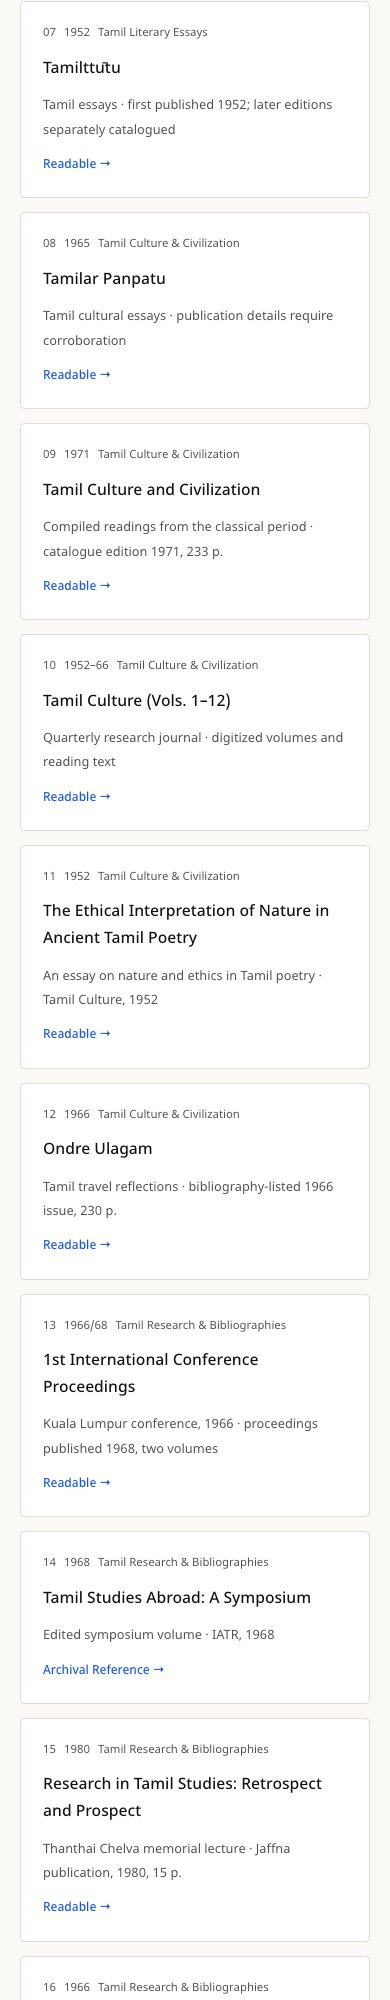 07 1952 Tamil Literary Essays
Tamilttūtu
Tamil essays · first published 1952; later editions
separately catalogued
Readable →
08 1965 Tamil Culture & Civilization
Tamilar Panpatu
Tamil cultural essays · publication details require
corroboration
Readable →
09 1971 Tamil Culture & Civilization
Tamil Culture and Civilization
Compiled readings from the classical period ·
catalogue edition 1971, 233 p.
Readable →
10 1952–66 Tamil Culture & Civilization
Tamil Culture (Vols. 1–12)
Quarterly research journal · digitized volumes and
reading text
Readable →
11 1952 Tamil Culture & Civilization
The Ethical Interpretation of Nature in
Ancient Tamil Poetry
An essay on nature and ethics in Tamil poetry ·
Tamil Culture, 1952
Readable →
12 1966 Tamil Culture & Civilization
Ondre Ulagam
Tamil travel reflections · bibliography-listed 1966
issue, 230 p.
Readable →
13 1966/68 Tamil Research & Bibliographies
1st International Conference
Proceedings
Kuala Lumpur conference, 1966 · proceedings
published 1968, two volumes
Readable →
14 1968 Tamil Research & Bibliographies
Tamil Studies Abroad: A Symposium
Edited symposium volume · IATR, 1968
Archival Reference →
15 1980 Tamil Research & Bibliographies
Research in Tamil Studies: Retrospect
and Prospect
Thanthai Chelva memorial lecture · Jaffna
publication, 1980, 15 p.
Readable →
16 1966 Tamil Research & Bibliographies